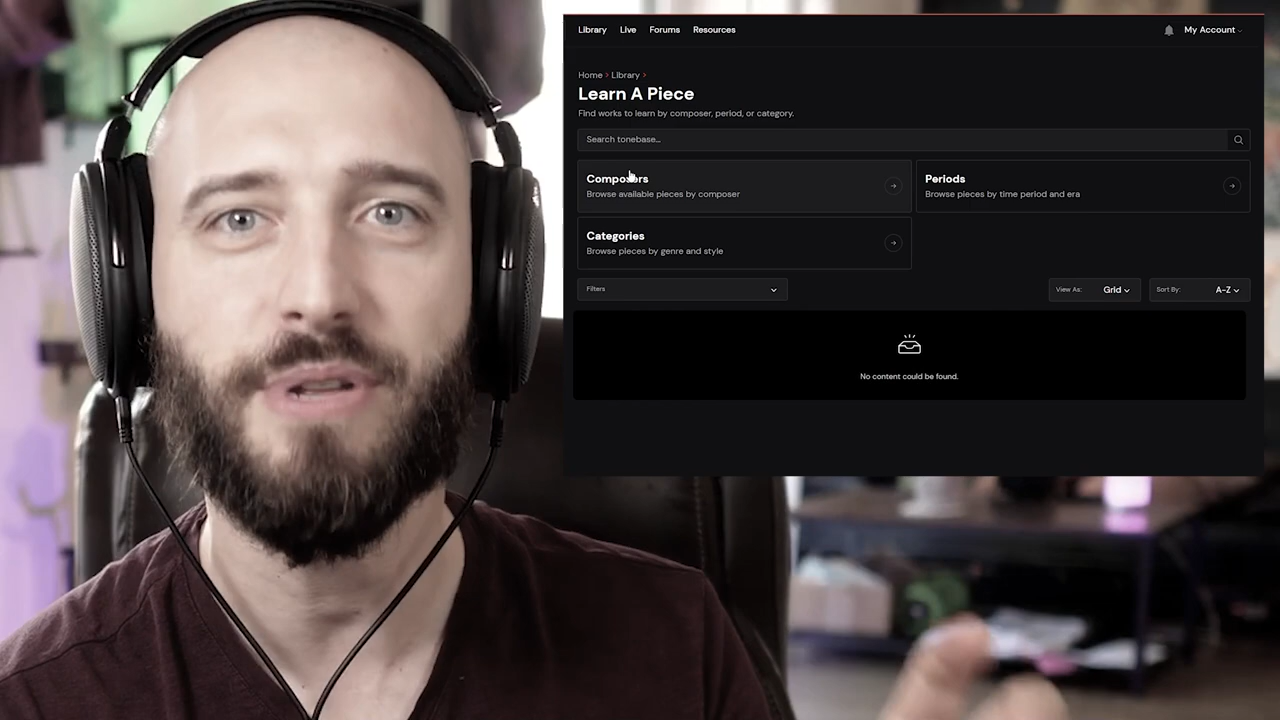 Library Live Forums Resources My Account
Home > Library >
Learn A Piece
Find works to learn by composer, period, or category.
Search tonebase...
Composers
Browse available pieces by composer
Periods
Browse pieces by time period and era
Categories
Browse pieces by genre and style
Filters
View As: Grid
Sort By: A-Z
No content could be found.